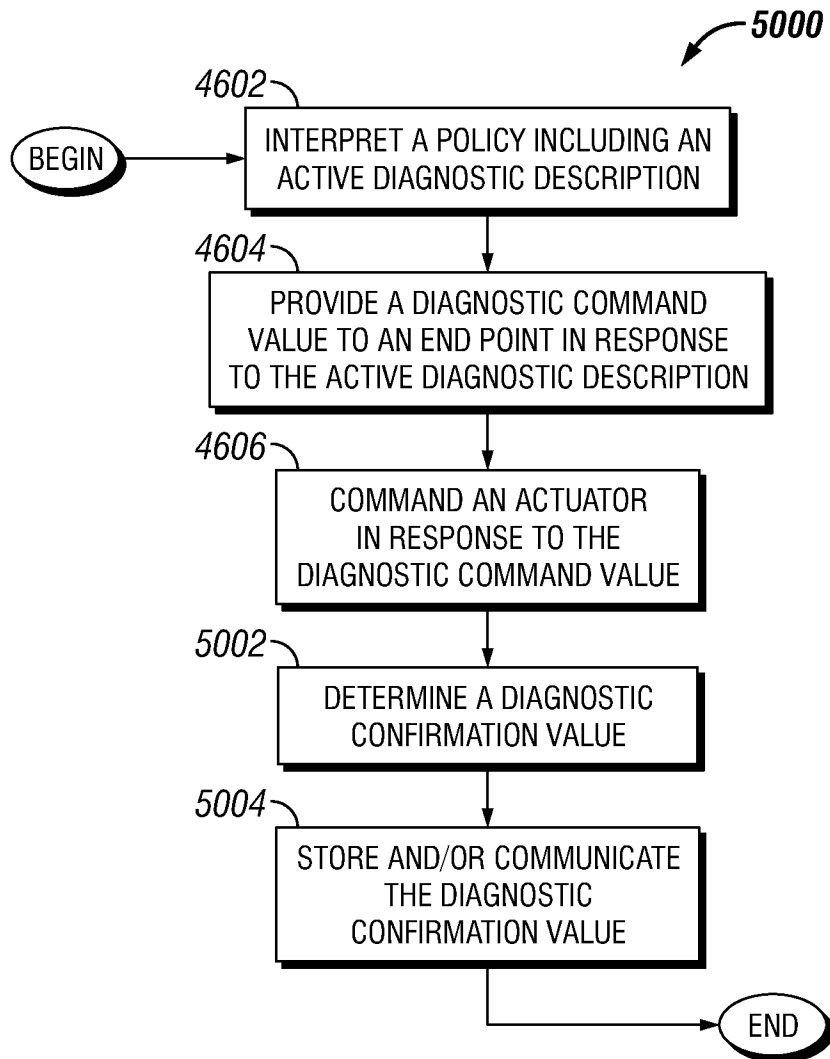 5000
4602
BEGIN
INTERPRET A POLICY INCLUDING AN
ACTIVE DIAGNOSTIC DESCRIPTION
4604
PROVIDE A DIAGNOSTIC COMMAND
VALUE TO AN END POINT IN RESPONSE
TO THE ACTIVE DIAGNOSTIC DESCRIPTION
4606
COMMAND AN ACTUATOR
IN RESPONSE TO THE
DIAGNOSTIC COMMAND VALUE
5002
DETERMINE A DIAGNOSTIC
CONFIRMATION VALUE
5004
STORE AND/OR COMMUNICATE
THE DIAGNOSTIC
CONFIRMATION VALUE
END